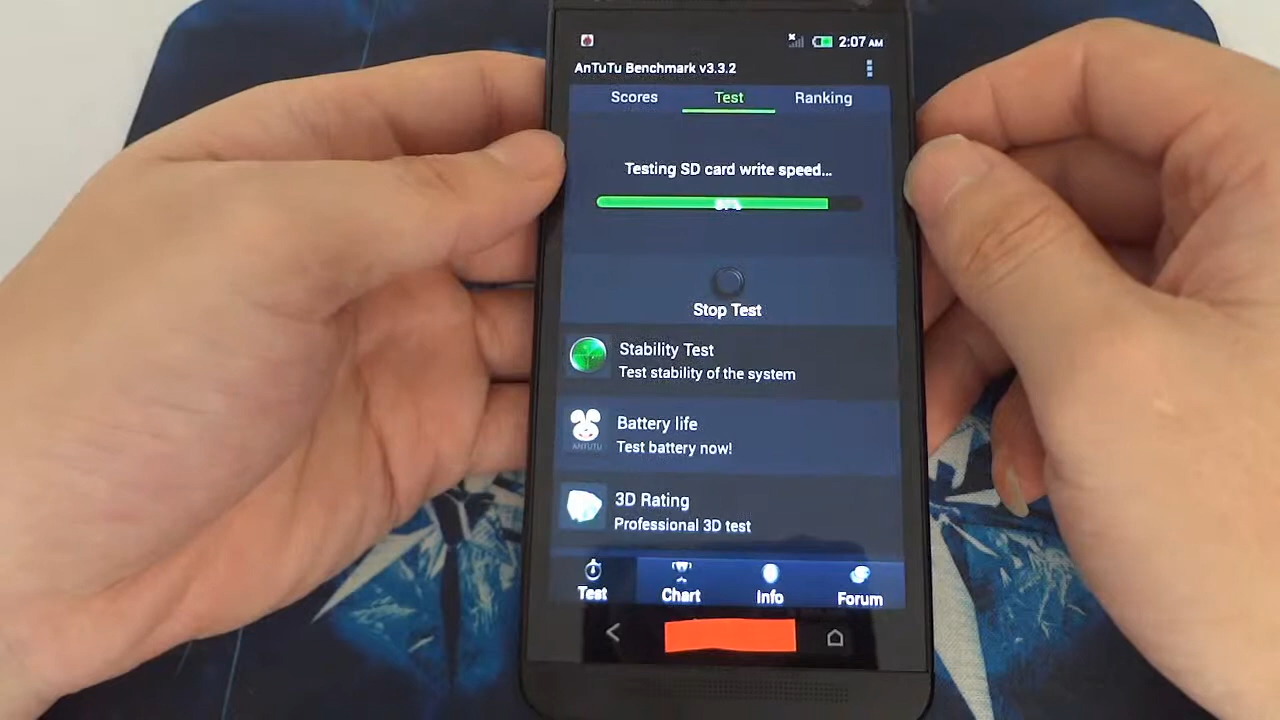 2:07 AM
AnTuTu Benchmark v3.3.2
Scores Test Ranking
Testing SD card write speed...
87%
Stop Test
Stability Test
Test stability of the system
Battery life
Test battery now!
ANTUTU
3D Rating
Professional 3D test
Test Chart Info Forum